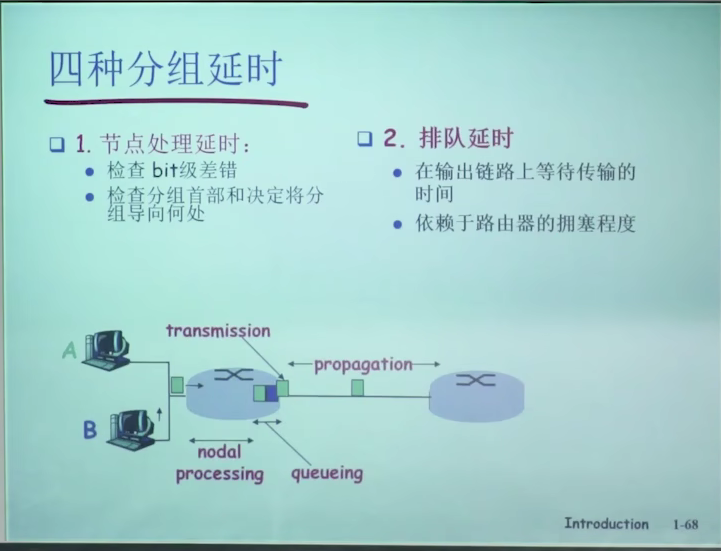 四种分组延时
1. 节点处理延时：
检查 bit级差错
检查分组首部和决定将分
组导向何处
2. 排队延时
在输出链路上等待传输的
时间
依赖于路由器的拥塞程度
transmission
A
propagation
B
nodal
processing
queueing
Introduction 1-68